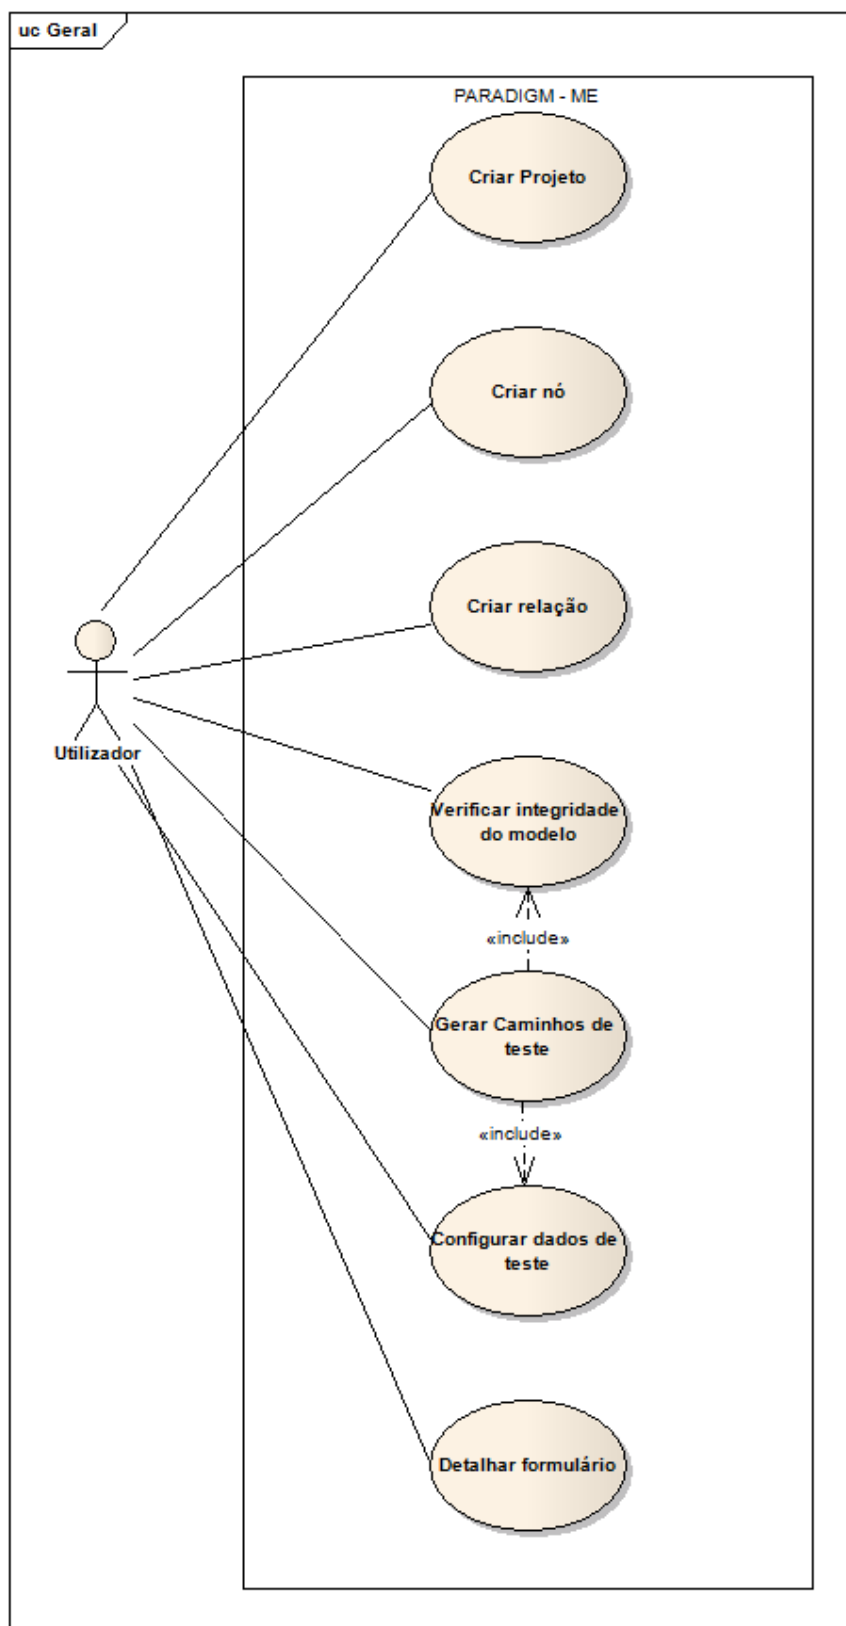 uc Geral
PARADIGM - ME
Criar Projeto
Criar nó
Criar relação
Utilizador
Verificar integridade
do modelo
«include»
Gerar Caminhos de
teste
«include»
Configurar dados de
teste
Detalhar formulário